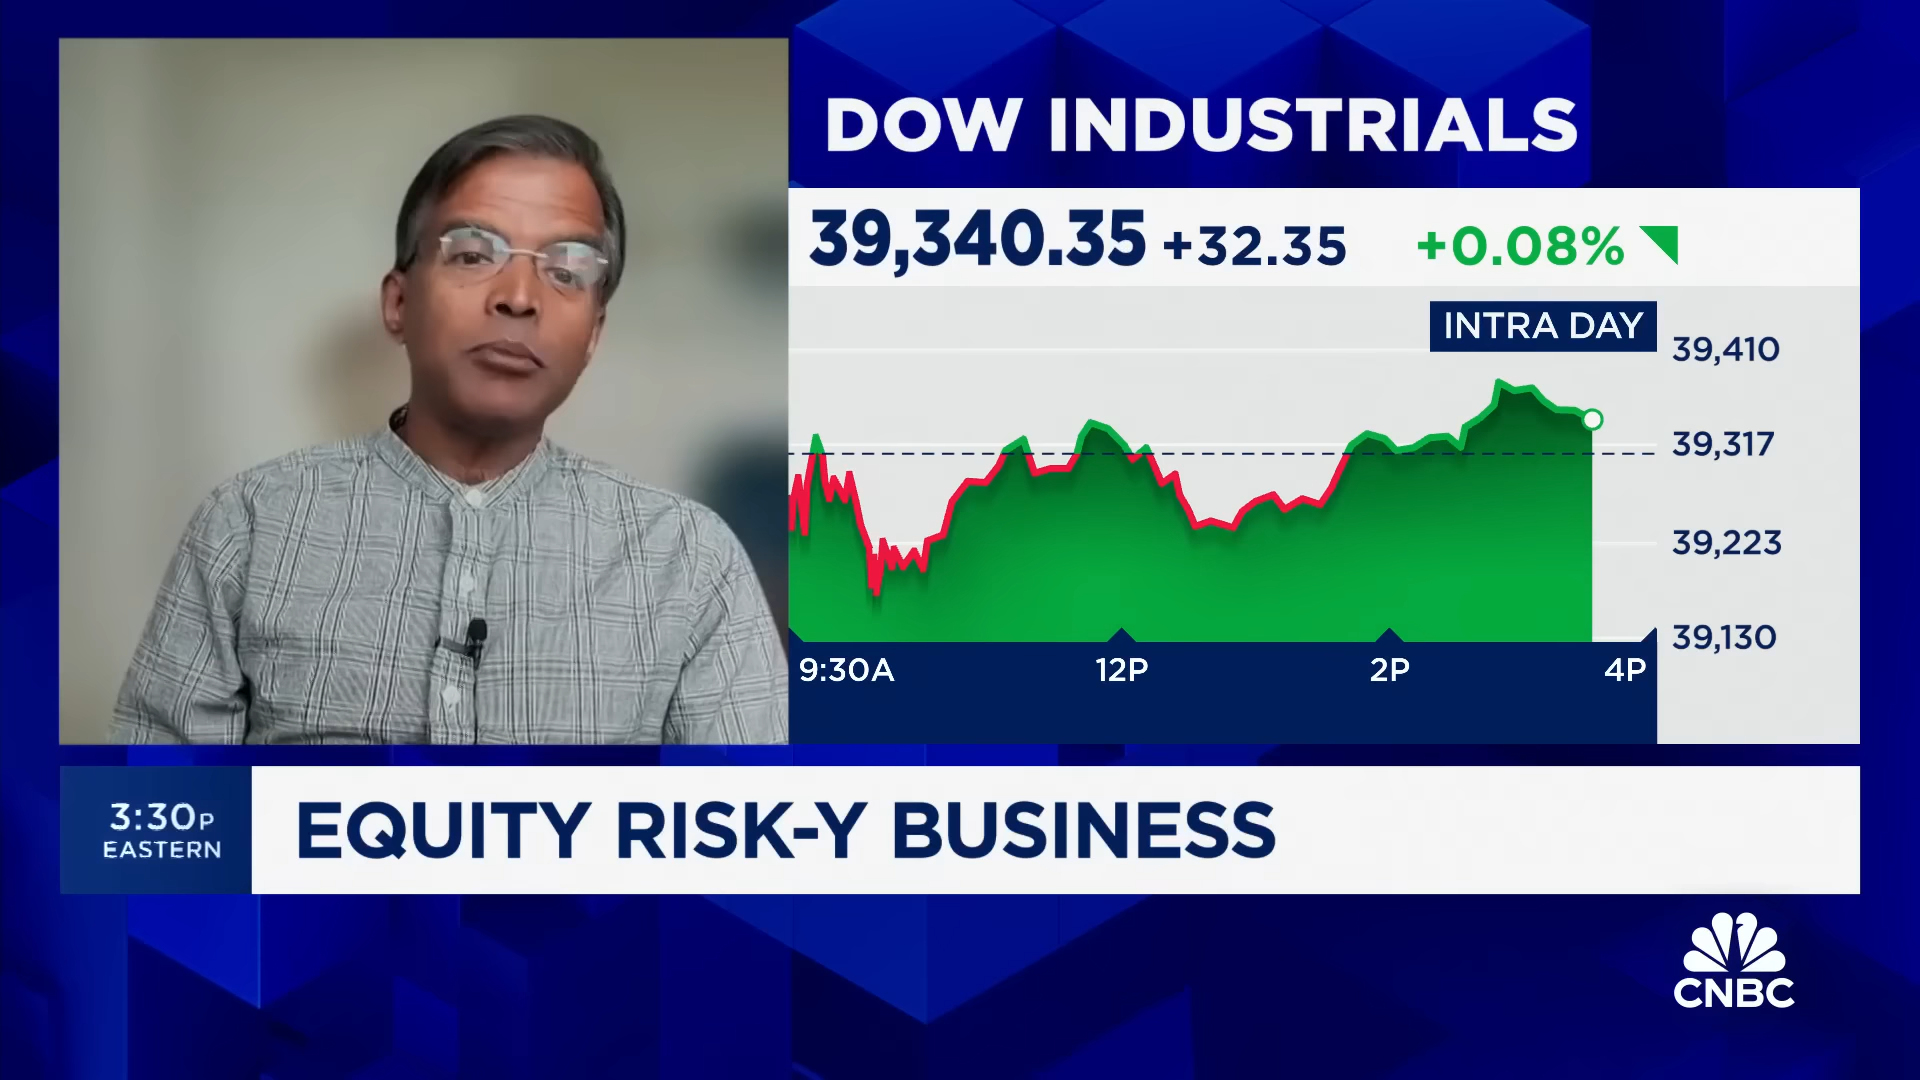 DOW INDUSTRIALS
39,340.35 +32.35 +0.08%
INTRA DAY
39,410
39,317
39,223
39,130
9:30A 12P 2P 4P
3:30P
EASTERN
EQUITY RISK-Y BUSINESS
CNBC